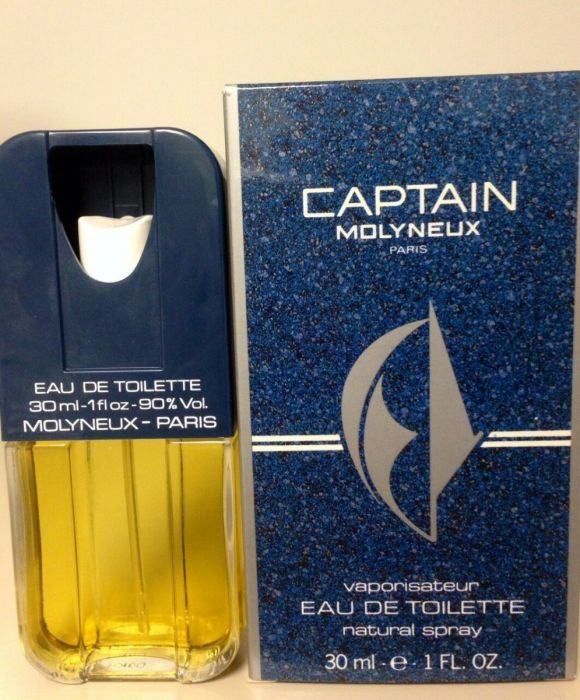 EAU DE TOILETTE
30 ml-1 fl oz-90% Vol.
MOLYNEUX-PARIS
CAPTAIN
MOLYNEUX
PARIS
vaporisateur
EAU DE TOILETTE
natural spray
30 ml - e - 1 FL. OZ.